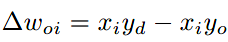 Δw_{oi} = x_i y_d − x_i y_o